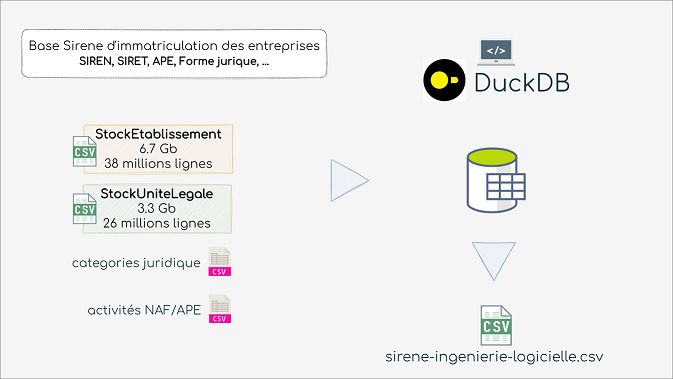 Base Sirene d'immatriculation des entreprises
SIREN, SIRET, APE, Forme jurique, ...
</>
DuckDB
StockEtablissement
CSV
6.7 Gb
38 millions lignes
StockUniteLegale
CSV
3.3 Gb
26 millions lignes
categories juridique
CSV
activités NAF/APE
CSV
CSV
sirene-ingenierie-logicielle.csv